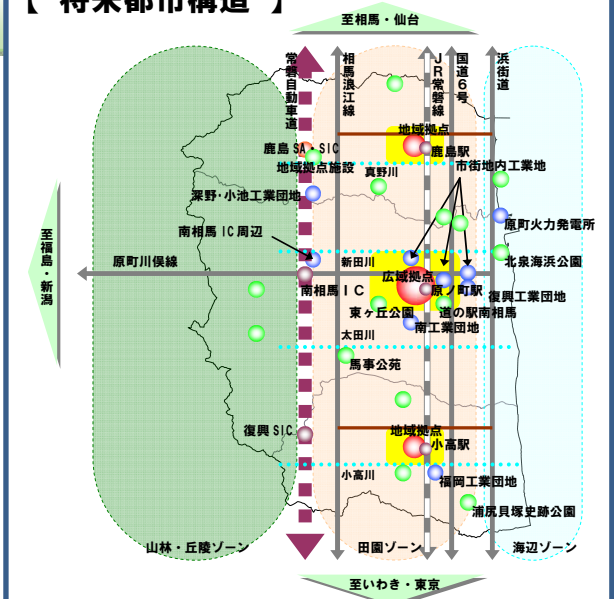 【 将来都市構造 】
至相馬・仙台
常磐自動車道
相馬浪江線
JR常磐線
国道6号
浜街道
地域拠点
鹿島SA・SIC
鹿島駅
地域拠点施設
市街地内工業地
真野川
深野・小池工業団地
原町火力発電所
南相馬IC周辺
至福島・新潟
原町川俣線
新田川
北泉海浜公園
広域拠点
南相馬IC
原ノ町駅
復興工業団地
東ヶ丘公園
道の駅南相馬
南工業団地
太田川
馬事公苑
復興SIC
地域拠点
小高駅
小高川
福岡工業団地
浦尻貝塚史跡公園
山林・丘陵ゾーン
田園ゾーン
海辺ゾーン
至いわき・東京